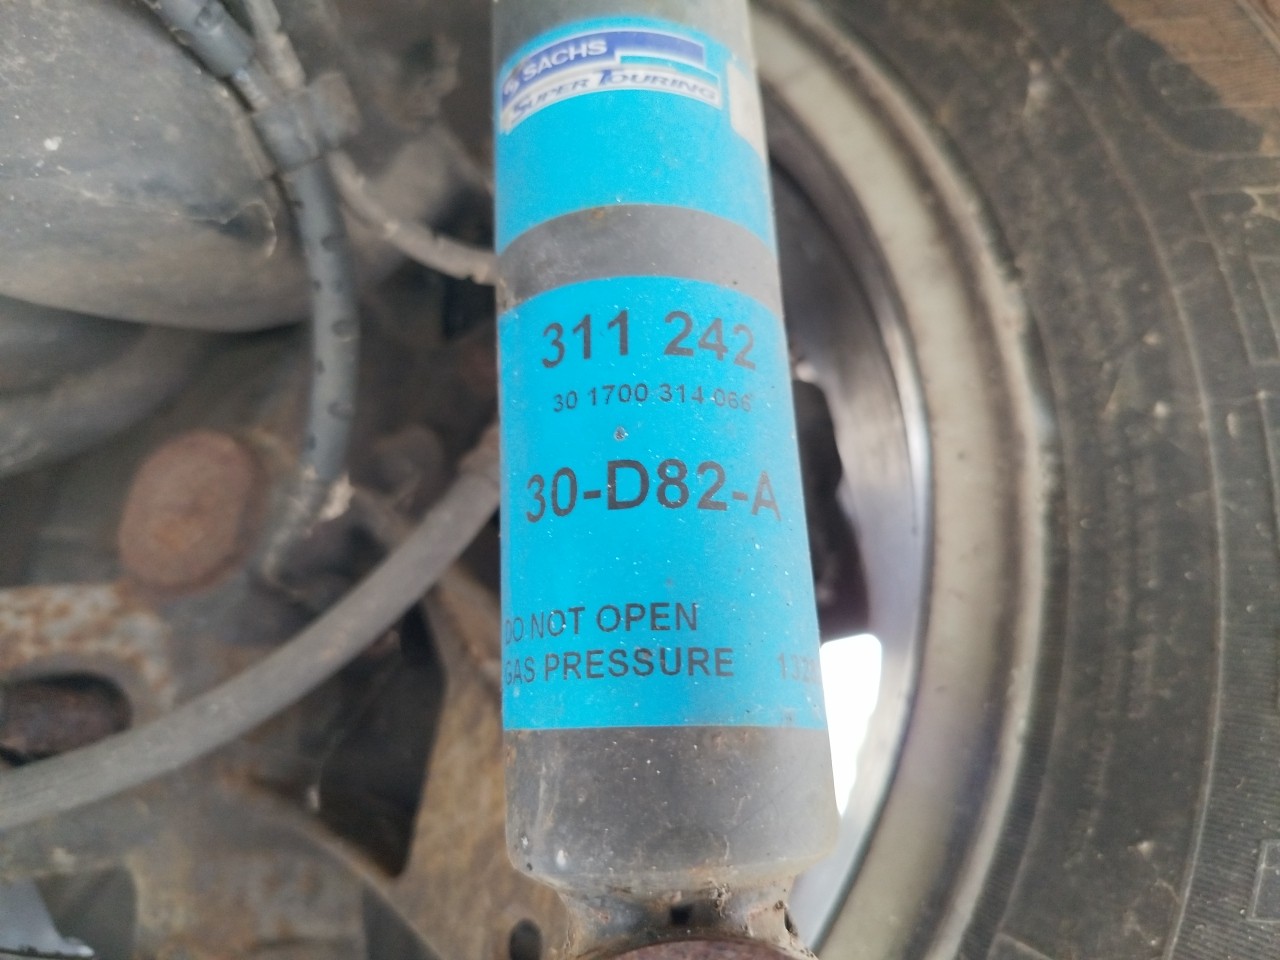 SACHS
SUPER TOURING
311 242
30 1700 314 066
30-D82-A
DO NOT OPEN
GAS PRESSURE